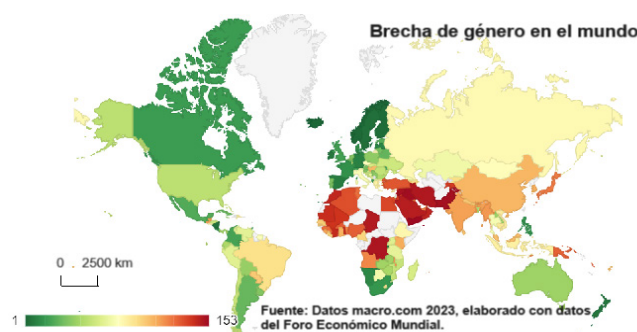 Brecha de género en el mundo
0 2500 km
1 153
Fuente: Datos macro.com 2023, elaborado con datos
del Foro Económico Mundial.